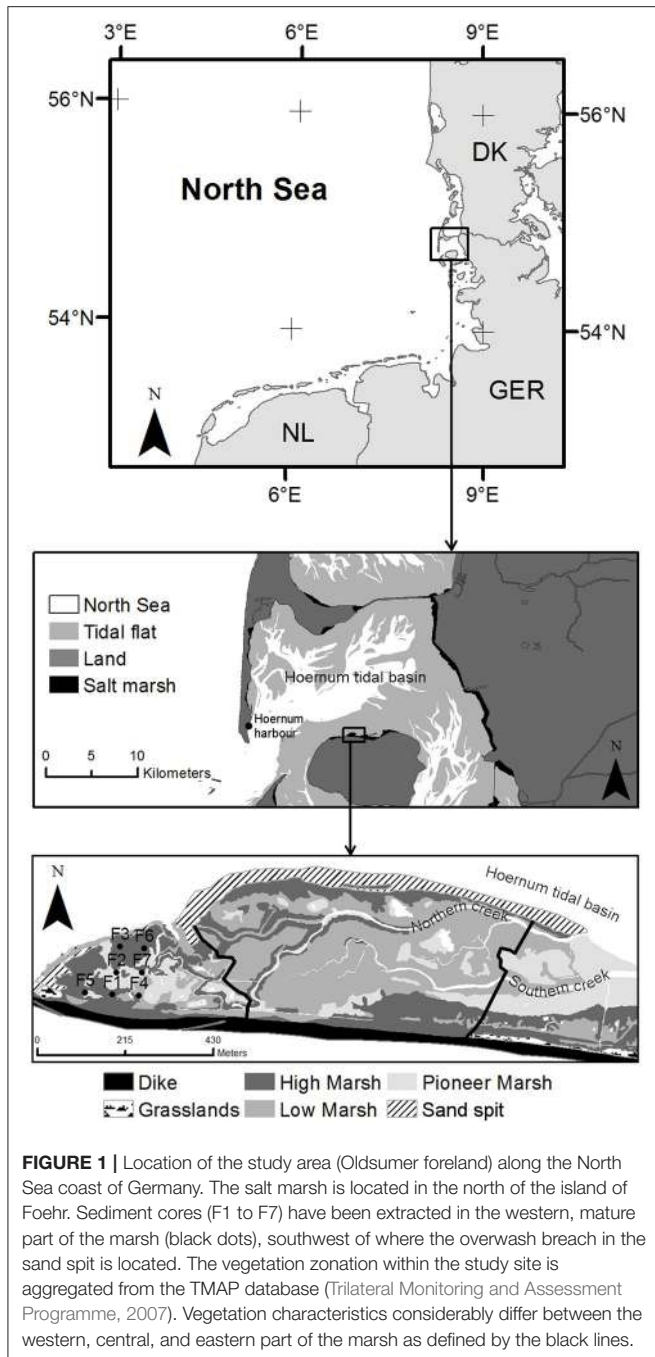 3°E 6°E 9°E
56°N 56°N
DK
North Sea
54°N 54°N
GER
N
NL
6°E 9°E
North Sea
Tidal flat
Land
Salt marsh
Hoernum tidal basin
Hoernum
harbour
0 5 10
Kilometers
N
N
Hoernum tidal basin
Northern creek
F3 F6
F2 F7
F5 F1 F4
Southern creek
0 215 430
Meters
Dike High Marsh Pioneer Marsh
Grasslands Low Marsh Sand spit
FIGURE 1 | Location of the study area (Oldsumer foreland) along the North
Sea coast of Germany. The salt marsh is located in the north of the island of
Foehr. Sediment cores (F1 to F7) have been extracted in the western, mature
part of the marsh (black dots), southwest of where the overwash breach in the
sand spit is located. The vegetation zonation within the study site is
aggregated from the TMAP database (Trilateral Monitoring and Assessment
Programme, 2007). Vegetation characteristics considerably differ between the
western, central, and eastern part of the marsh as defined by the black lines.